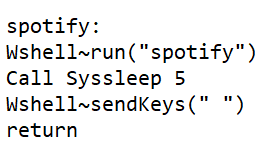 spotify:
Wshell~run("spotify")
Call Syssleep 5
Wshell~sendKeys(" ")
return